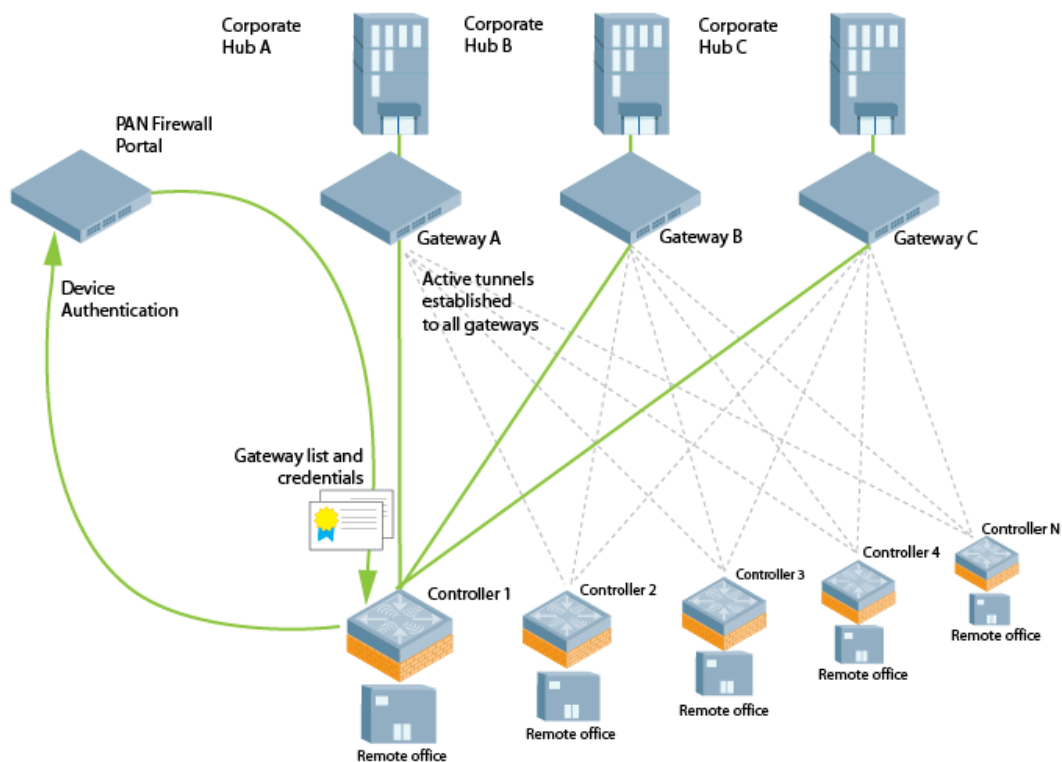 Corporate
Hub A
Corporate
Hub B
Corporate
Hub C
PAN Firewall
Portal
Gateway A
Gateway B
Gateway C
Device
Authentication
Active tunnels
established
to all gateways
Gateway list and
credentials
Controller 1
Controller 2
Controller 3
Controller 4
Controller N
Remote office
Remote office
Remote office
Remote office
Remote office